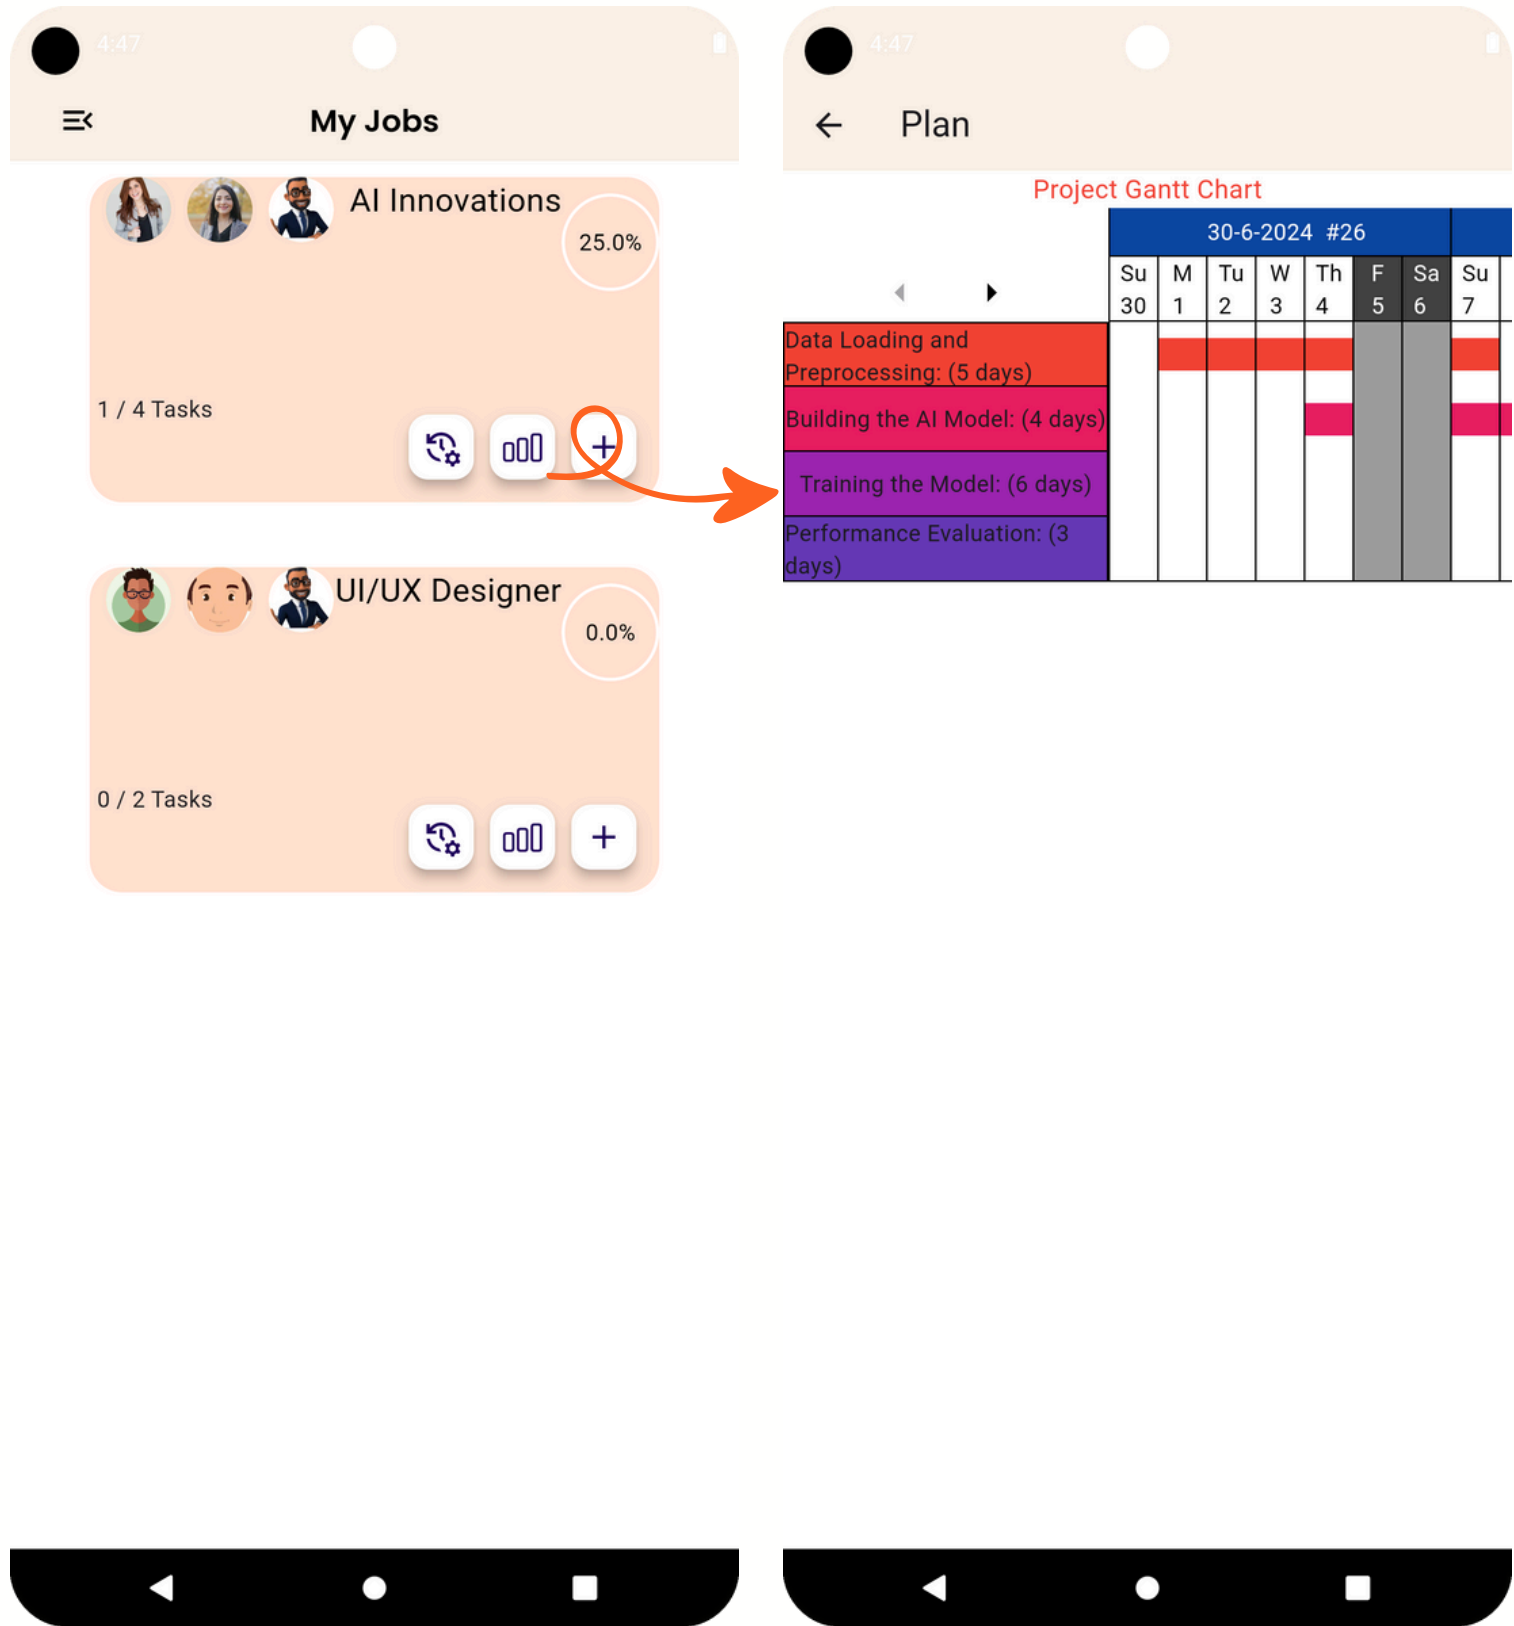 4:47
My Jobs
AI Innovations
25.0%
1 / 4 Tasks
UI/UX Designer
0.0%
0 / 2 Tasks
4:47
Plan
Project Gantt Chart
30-6-2024 #26
Su M Tu W Th F Sa Su
30 1 2 3 4 5 6 7
Data Loading and
Preprocessing: (5 days)
Building the AI Model: (4 days)
Training the Model: (6 days)
Performance Evaluation: (3
days)